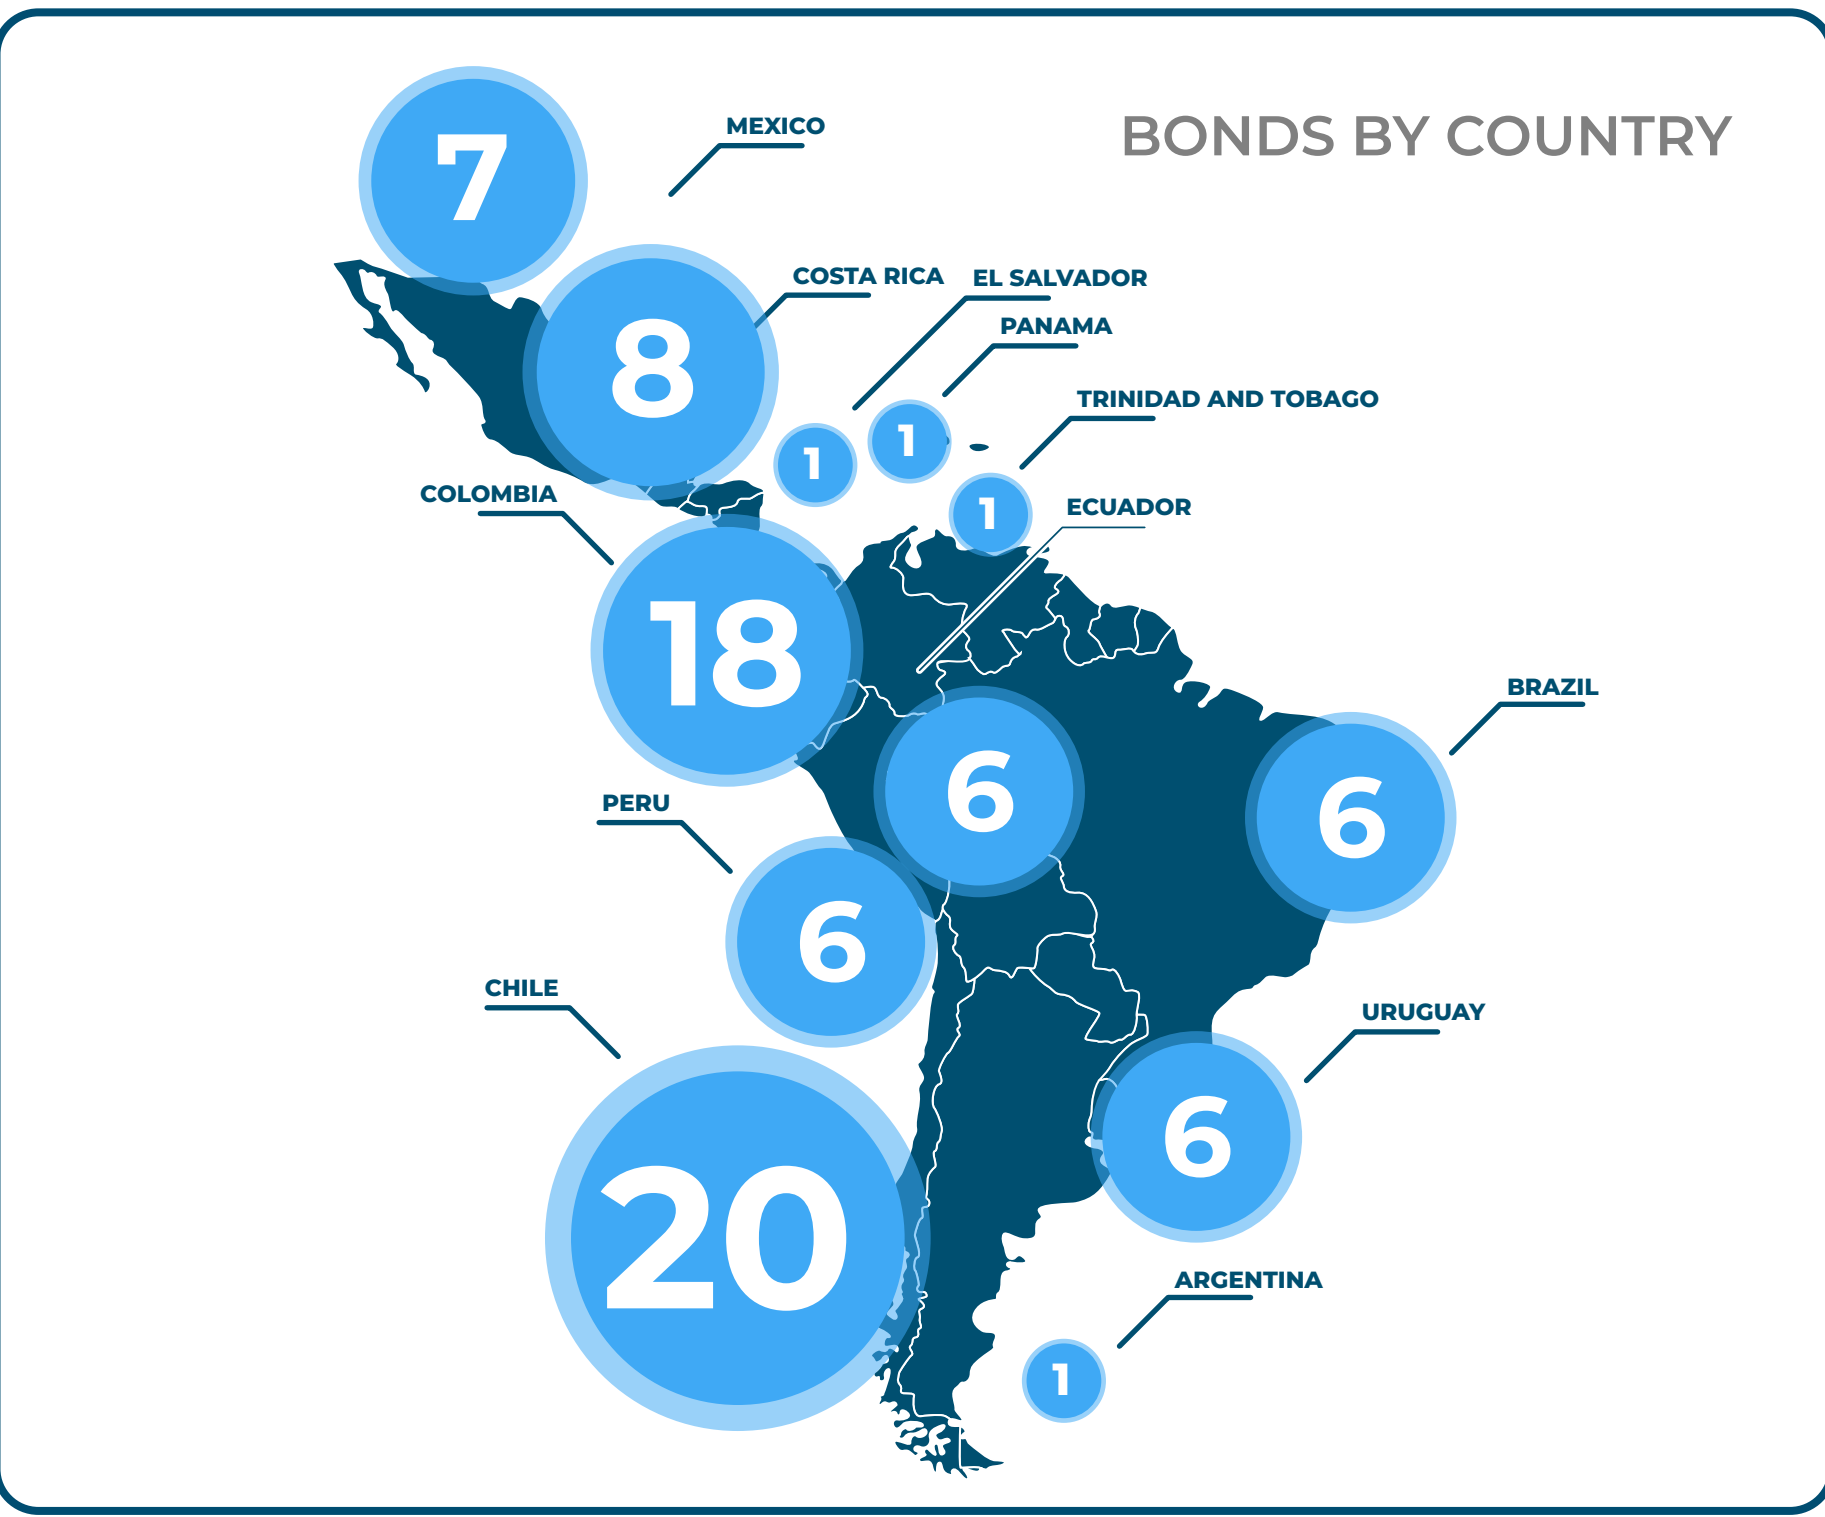 BONDS BY COUNTRY
MEXICO
7
COSTA RICA
8
EL SALVADOR
1
PANAMA
1
TRINIDAD AND TOBAGO
1
COLOMBIA
18
ECUADOR
6
BRAZIL
6
PERU
6
CHILE
20
URUGUAY
6
ARGENTINA
1